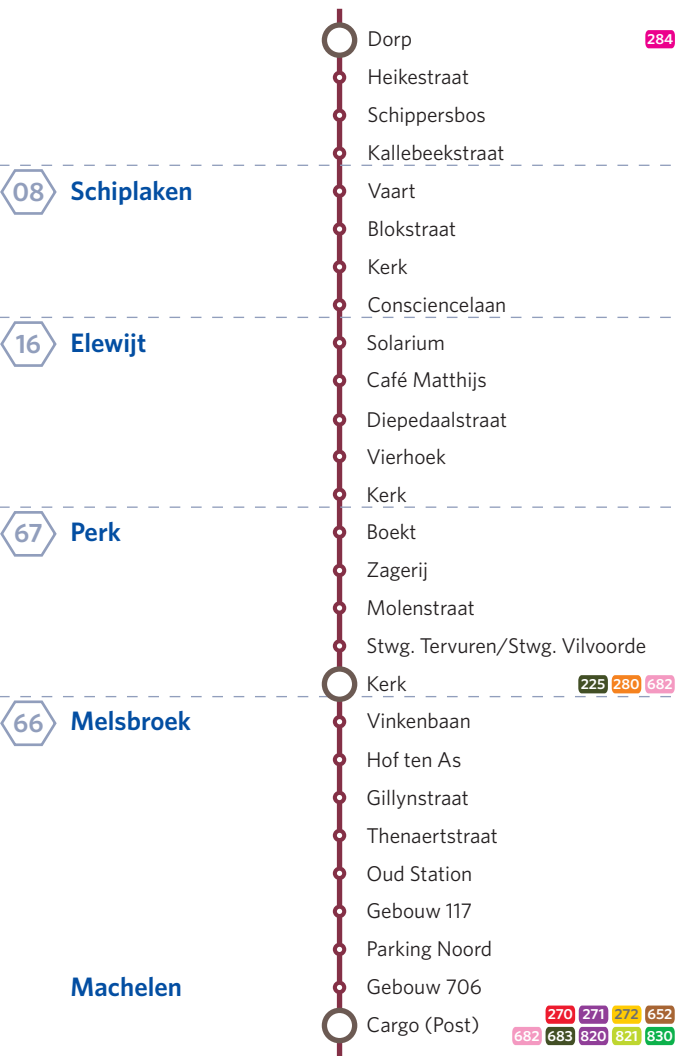 Dorp 284
Heikestraat
Schippersbos
Kallebeekstraat
08 Schiplaken Vaart
Blokstraat
Kerk
Consciencelaan
16 Elewijt Solarium
Café Matthijs
Diepedaalstraat
Vierhoek
Kerk
67 Perk Boekt
Zagerij
Molenstraat
Stwg. Tervuren/Stwg. Vilvoorde
Kerk 225 280 682
66 Melsbroek Vinkenbaan
Hof ten As
Gillynstraat
Thenaertstraat
Oud Station
Gebouw 117
Parking Noord
Machelen Gebouw 706
Cargo (Post) 270 271 272 652
682 683 820 821 830